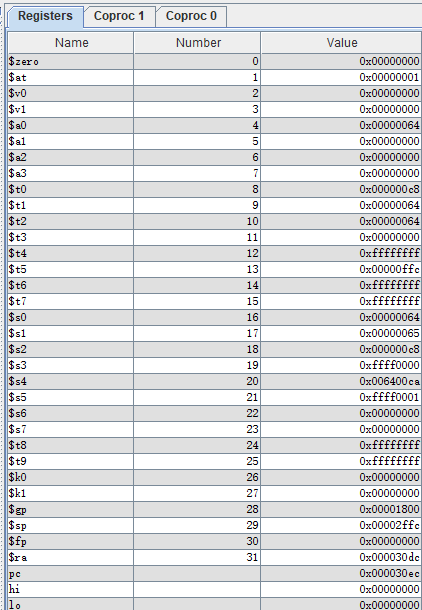 Registers Coproc 1 Coproc 0
Name Number Value
$zero 0 0x00000000
$at 1 0x00000001
$v0 2 0x00000000
$v1 3 0x00000000
$a0 4 0x00000064
$a1 5 0x00000000
$a2 6 0x00000000
$a3 7 0x00000000
$t0 8 0x000000c8
$t1 9 0x00000064
$t2 10 0x00000064
$t3 11 0x00000000
$t4 12 0xffffffff
$t5 13 0x00000ffc
$t6 14 0xffffffff
$t7 15 0xffffffff
$s0 16 0x00000064
$s1 17 0x00000065
$s2 18 0x000000c8
$s3 19 0xffff0000
$s4 20 0x006400ca
$s5 21 0xffff0001
$s6 22 0x00000000
$s7 23 0x00000000
$t8 24 0xffffffff
$t9 25 0xffffffff
$k0 26 0x00000000
$k1 27 0x00000000
$gp 28 0x00001800
$sp 29 0x00002ffc
$fp 30 0x00000000
$ra 31 0x000030dc
pc 0x000030ec
hi 0x00000000
lo 0x00000000